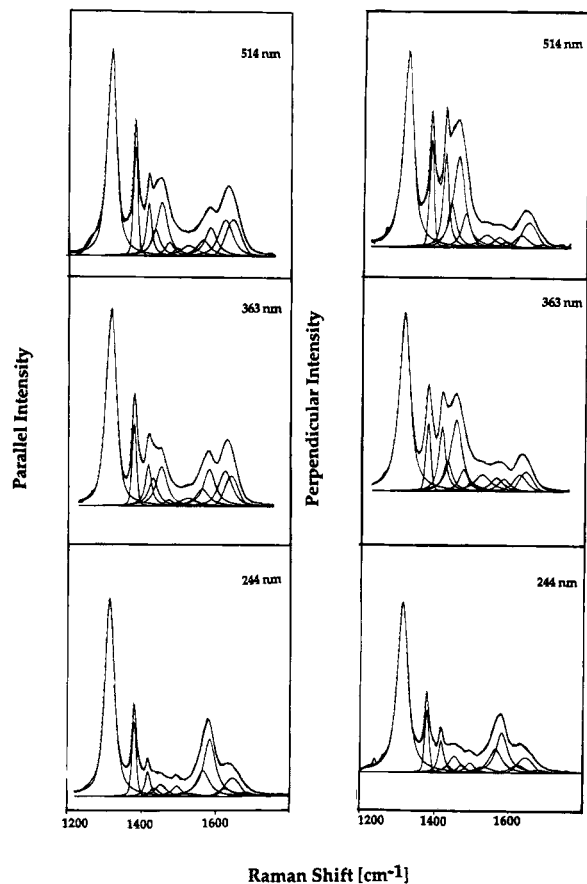 514 nm
514 nm
363 nm
363 nm
Parallel Intensity
Perpendicular Intensity
244 nm
244 nm
1200 1400 1600
1200 1400 1600
Raman Shift [cm-1]